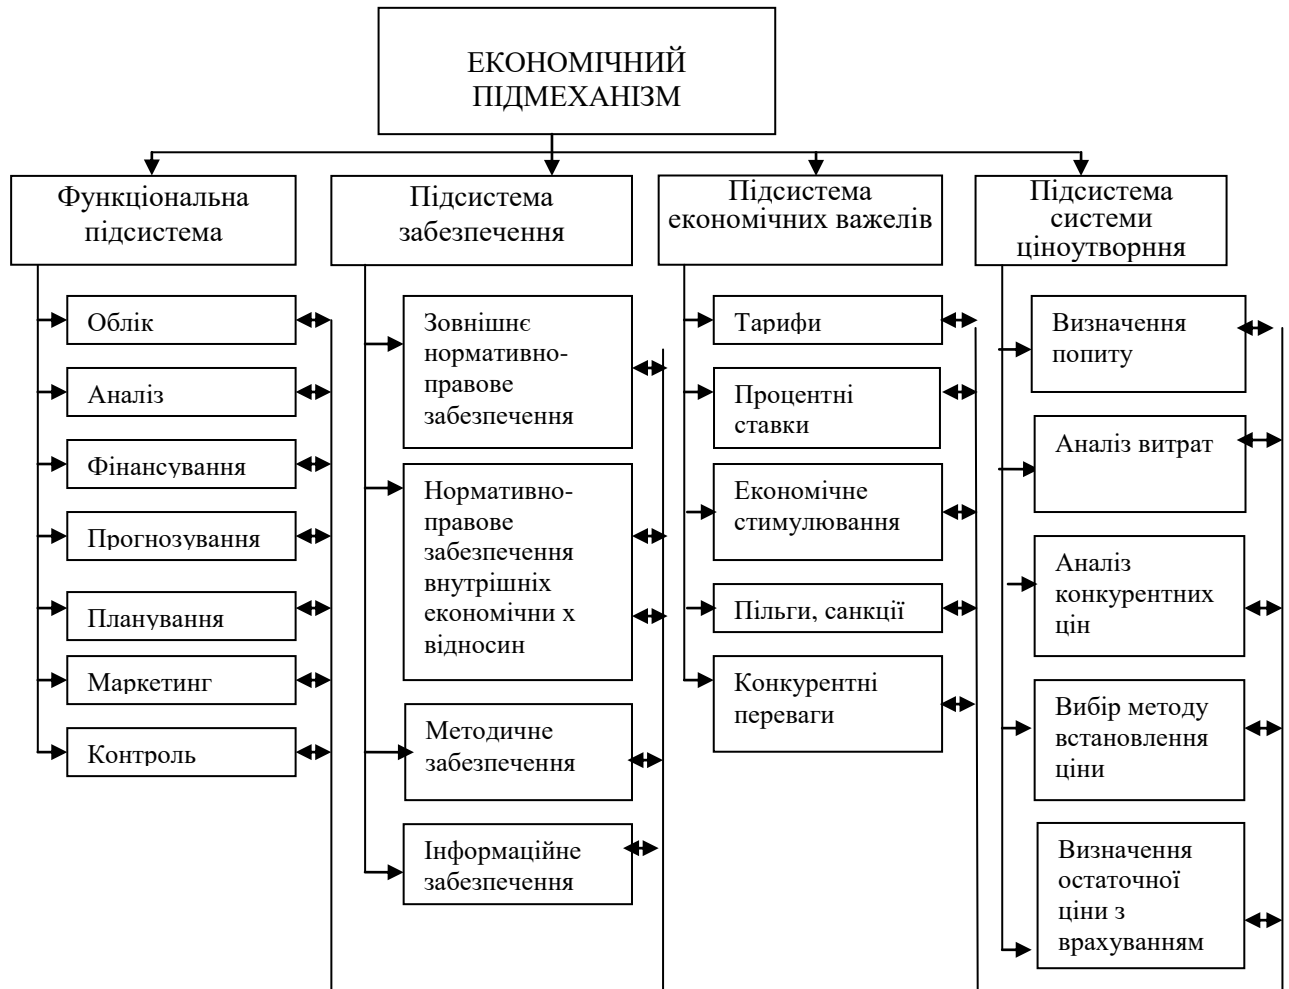 ЕКОНОМІЧНИЙ
ПІДМЕХАНІЗМ
Функціональна
підсистема
Облік
Аналіз
Фінансування
Прогнозування
Планування
Маркетинг
Контроль
Підсистема
забезпечення
Зовнішнє
нормативно-
правове
забезпечення
Нормативно-
правове
забезпечення
внутрішніх
економічни х
відносин
Методичне
забезпечення
Інформаційне
забезпечення
Підсистема
економічних важелів
Тарифи
Процентні
ставки
Економічне
стимулювання
Пільги, санкції
Конкурентні
переваги
Підсистема
системи
ціноутворння
Визначення
попиту
Аналіз витрат
Аналіз
конкурентних
цін
Вибір методу
встановлення
ціни
Визначення
остаточної
ціни з
врахуванням